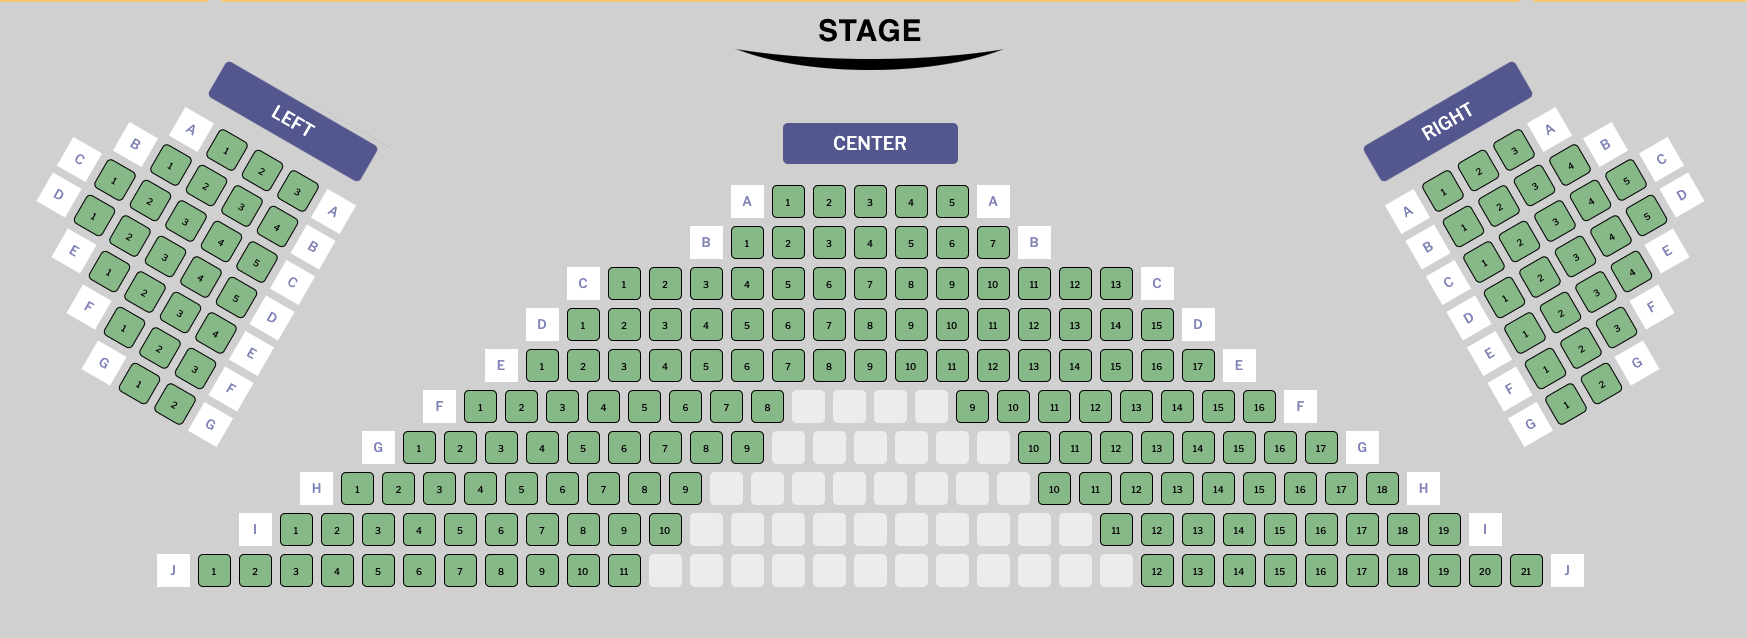 STAGE
LEFT
CENTER
RIGHT
A 1 2 3 A
B 1 2 3 4 B
C 1 2 3 4 5 C
D 1 2 3 4 5 D
E 1 2 3 4 E
F 1 2 3 F
G 1 2 G
A 1 2 3 4 5 A
B 1 2 3 4 5 6 7 B
C 1 2 3 4 5 6 7 8 9 10 11 12 13 C
D 1 2 3 4 5 6 7 8 9 10 11 12 13 14 15 D
E 1 2 3 4 5 6 7 8 9 10 11 12 13 14 15 16 17 E
F 1 2 3 4 5 6 7 8 9 10 11 12 13 14 15 16 F
G 1 2 3 4 5 6 7 8 9 10 11 12 13 14 15 16 17 G
H 1 2 3 4 5 6 7 8 9 10 11 12 13 14 15 16 17 18 H
I 1 2 3 4 5 6 7 8 9 10 11 12 13 14 15 16 17 18 19 I
J 1 2 3 4 5 6 7 8 9 10 11 12 13 14 15 16 17 18 19 20 21 J
A 1 2 3 A
B 1 2 3 4 B
C 1 2 3 4 5 C
D 1 2 3 4 5 D
E 1 2 3 4 E
F 1 2 3 F
G 1 2 G